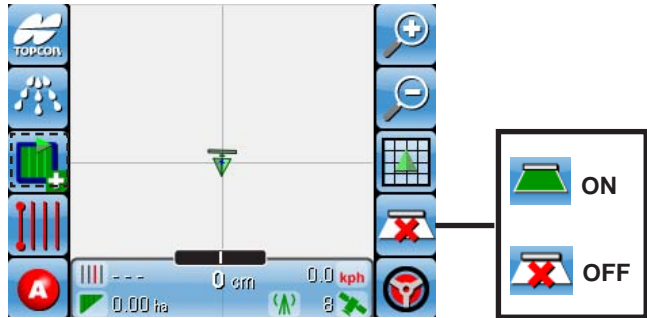 TOPCON
A
- - -
0 cm
0.0 kph
0.00 ha
8
ON
OFF